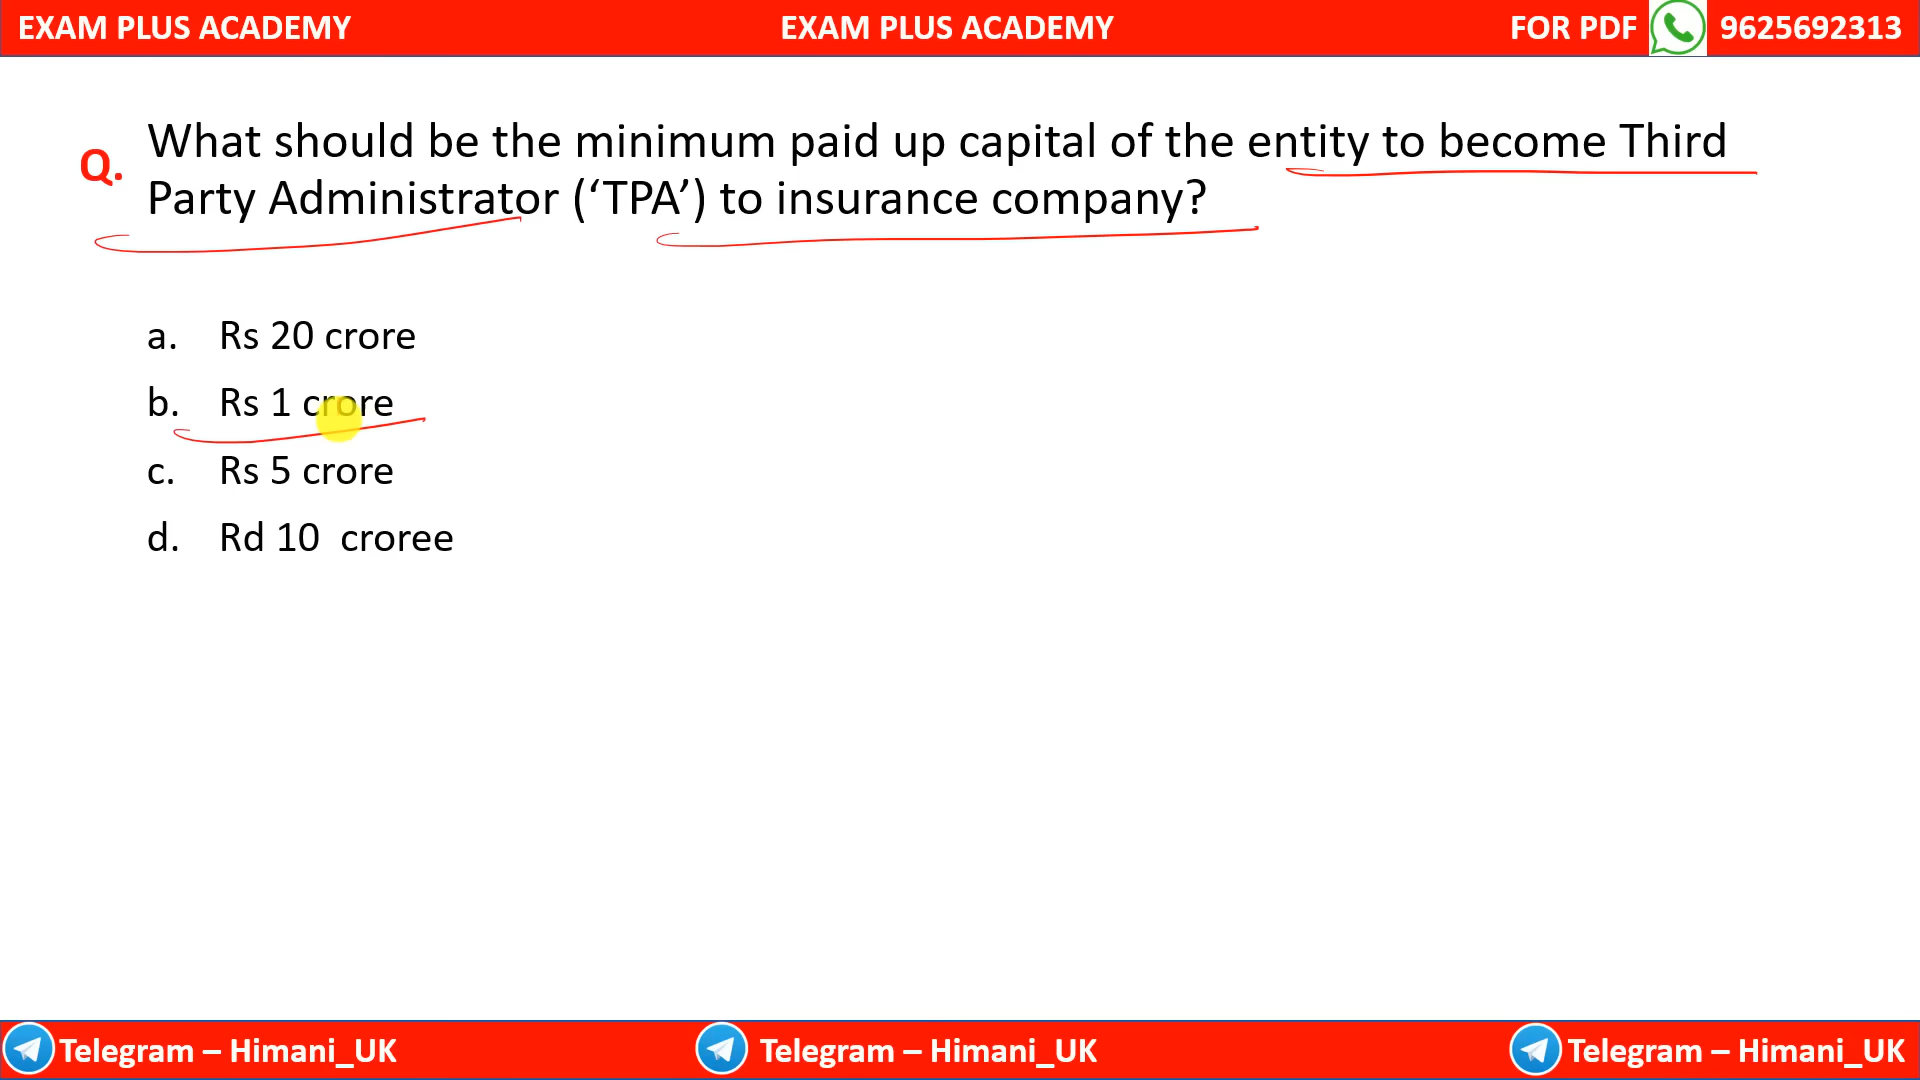 EXAM PLUS ACADEMY EXAM PLUS ACADEMY FOR PDF 9625692313
Q. What should be the minimum paid up capital of the entity to become Third
Party Administrator (‘TPA’) to insurance company?
a. Rs 20 crore
b. Rs 1 crore
c. Rs 5 crore
d. Rd 10 croree
Telegram – Himani_UK Telegram – Himani_UK Telegram – Himani_UK